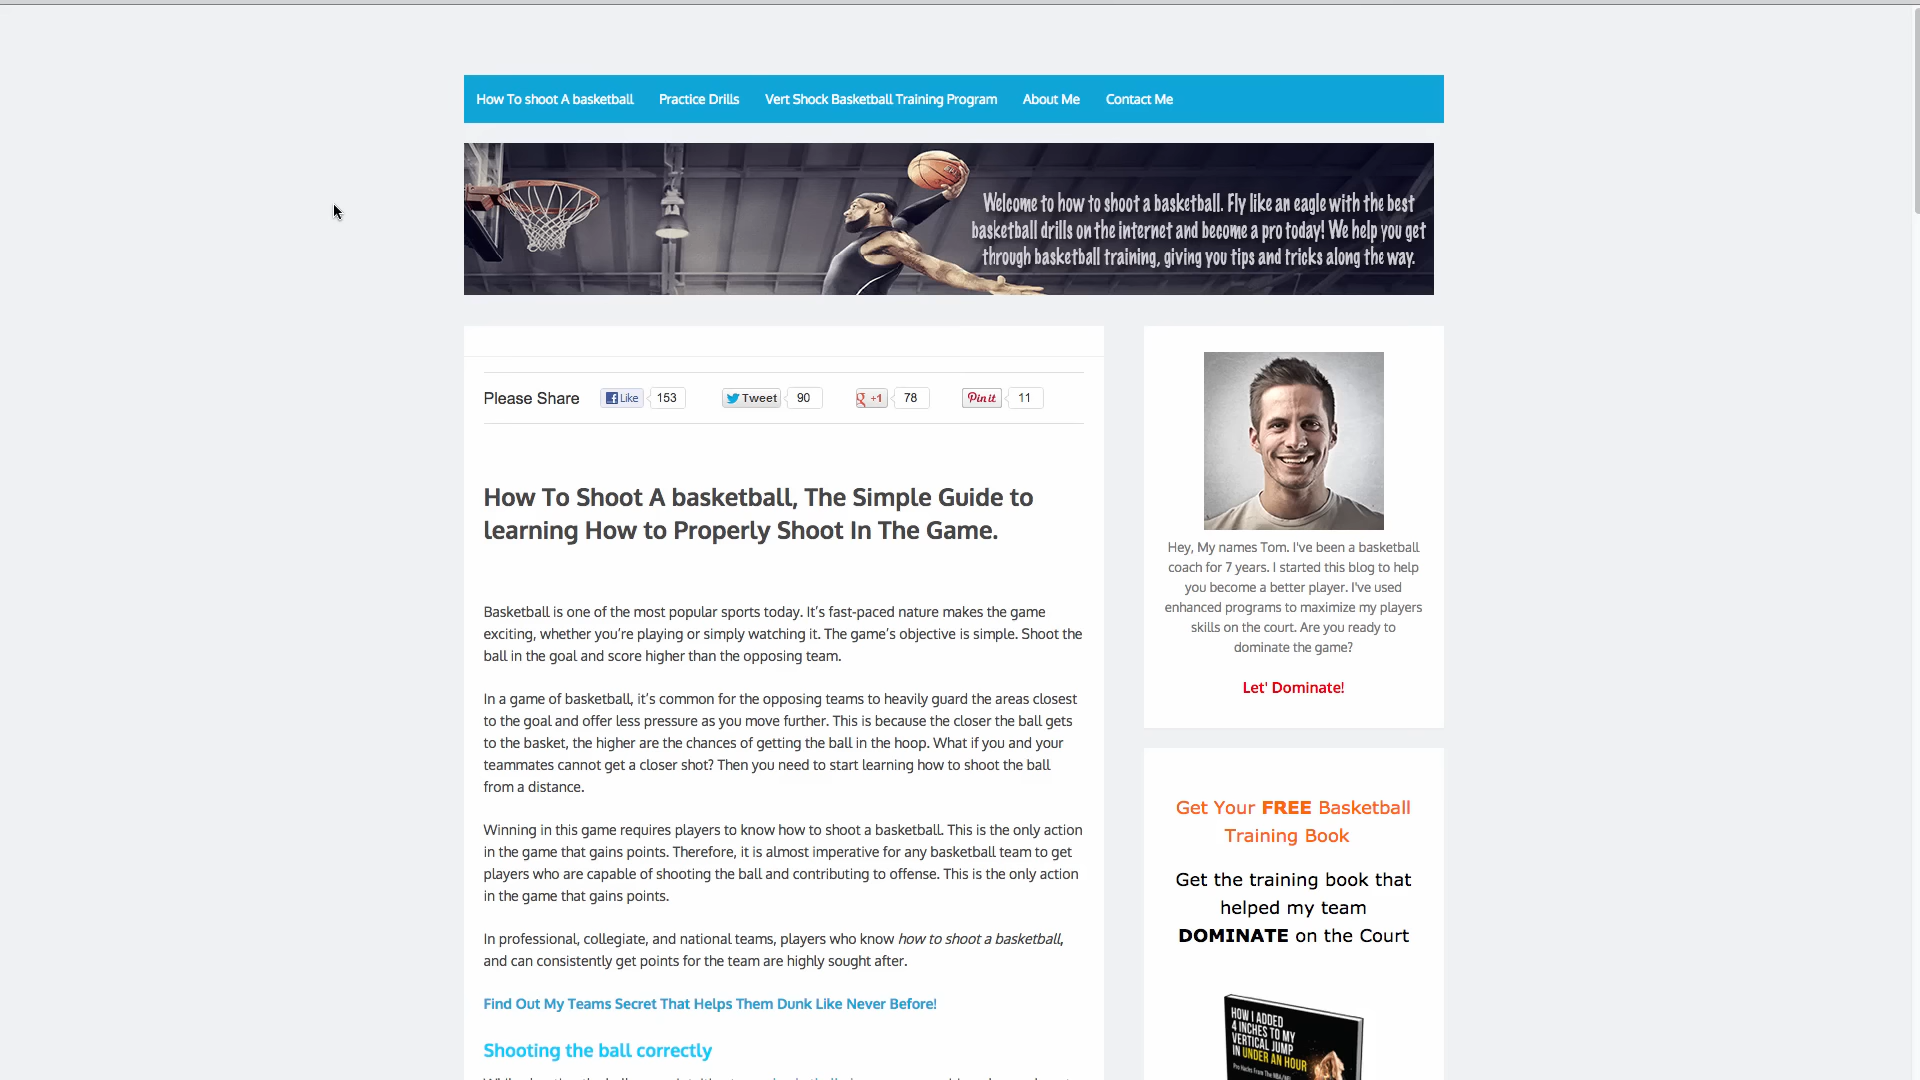 How To shoot A basketball Practice Drills Vert Shock Basketball Training Program About Me Contact Me
Welcome to how to shoot a basketball. Fly like an eagle with the best
basketball drills on the internet and become a pro today! We help you get
through basketball training, giving you tips and tricks along the way.
Please Share Like 153 Tweet 90 g +1 78 Pin it 11
How To Shoot A basketball, The Simple Guide to
learning How to Properly Shoot In The Game.
Basketball is one of the most popular sports today. It’s fast-paced nature makes the game
exciting, whether you’re playing or simply watching it. The game’s objective is simple. Shoot the
ball in the goal and score higher than the opposing team.
In a game of basketball, it’s common for the opposing teams to heavily guard the areas closest
to the goal and offer less pressure as you move further. This is because the closer the ball gets
to the basket, the higher are the chances of getting the ball in the hoop. What if you and your
teammates cannot get a closer shot? Then you need to start learning how to shoot the ball
from a distance.
Winning in this game requires players to know how to shoot a basketball. This is the only action
in the game that gains points. Therefore, it is almost imperative for any basketball team to get
players who are capable of shooting the ball and contributing to offense. This is the only action
in the game that gains points.
In professional, collegiate, and national teams, players who know how to shoot a basketball,
and can consistently get points for the team are highly sought after.
Find Out My Teams Secret That Helps Them Dunk Like Never Before!
Shooting the ball correctly
Hey, My names Tom. I've been a basketball
coach for 7 years. I started this blog to help
you become a better player. I've used
enhanced programs to maximize my players
skills on the court. Are you ready to
dominate the game?
Let' Dominate!
Get Your FREE Basketball
Training Book
Get the training book that
helped my team
DOMINATE on the Court
HOW I ADDED
4 INCHES TO MY
VERTICAL JUMP
IN UNDER AN HOUR